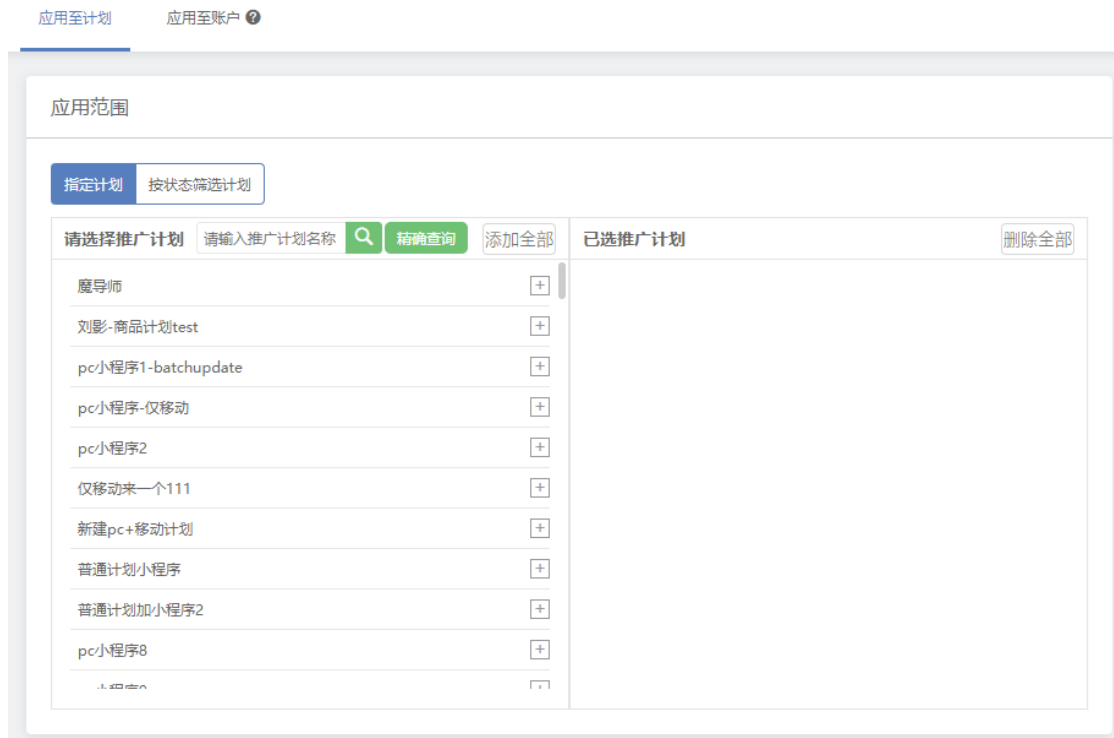 应用至计划 应用至账户 ?
应用范围
指定计划 按状态筛选计划
请选择推广计划 请输入推广计划名称 精确查询 添加全部 已选推广计划 删除全部
魔导师
刘影-商品计划test
pc小程序1-batchupdate
pc小程序-仅移动
pc小程序2
仅移动来一个111
新建pc+移动计划
普通计划小程序
普通计划加小程序2
pc小程序8